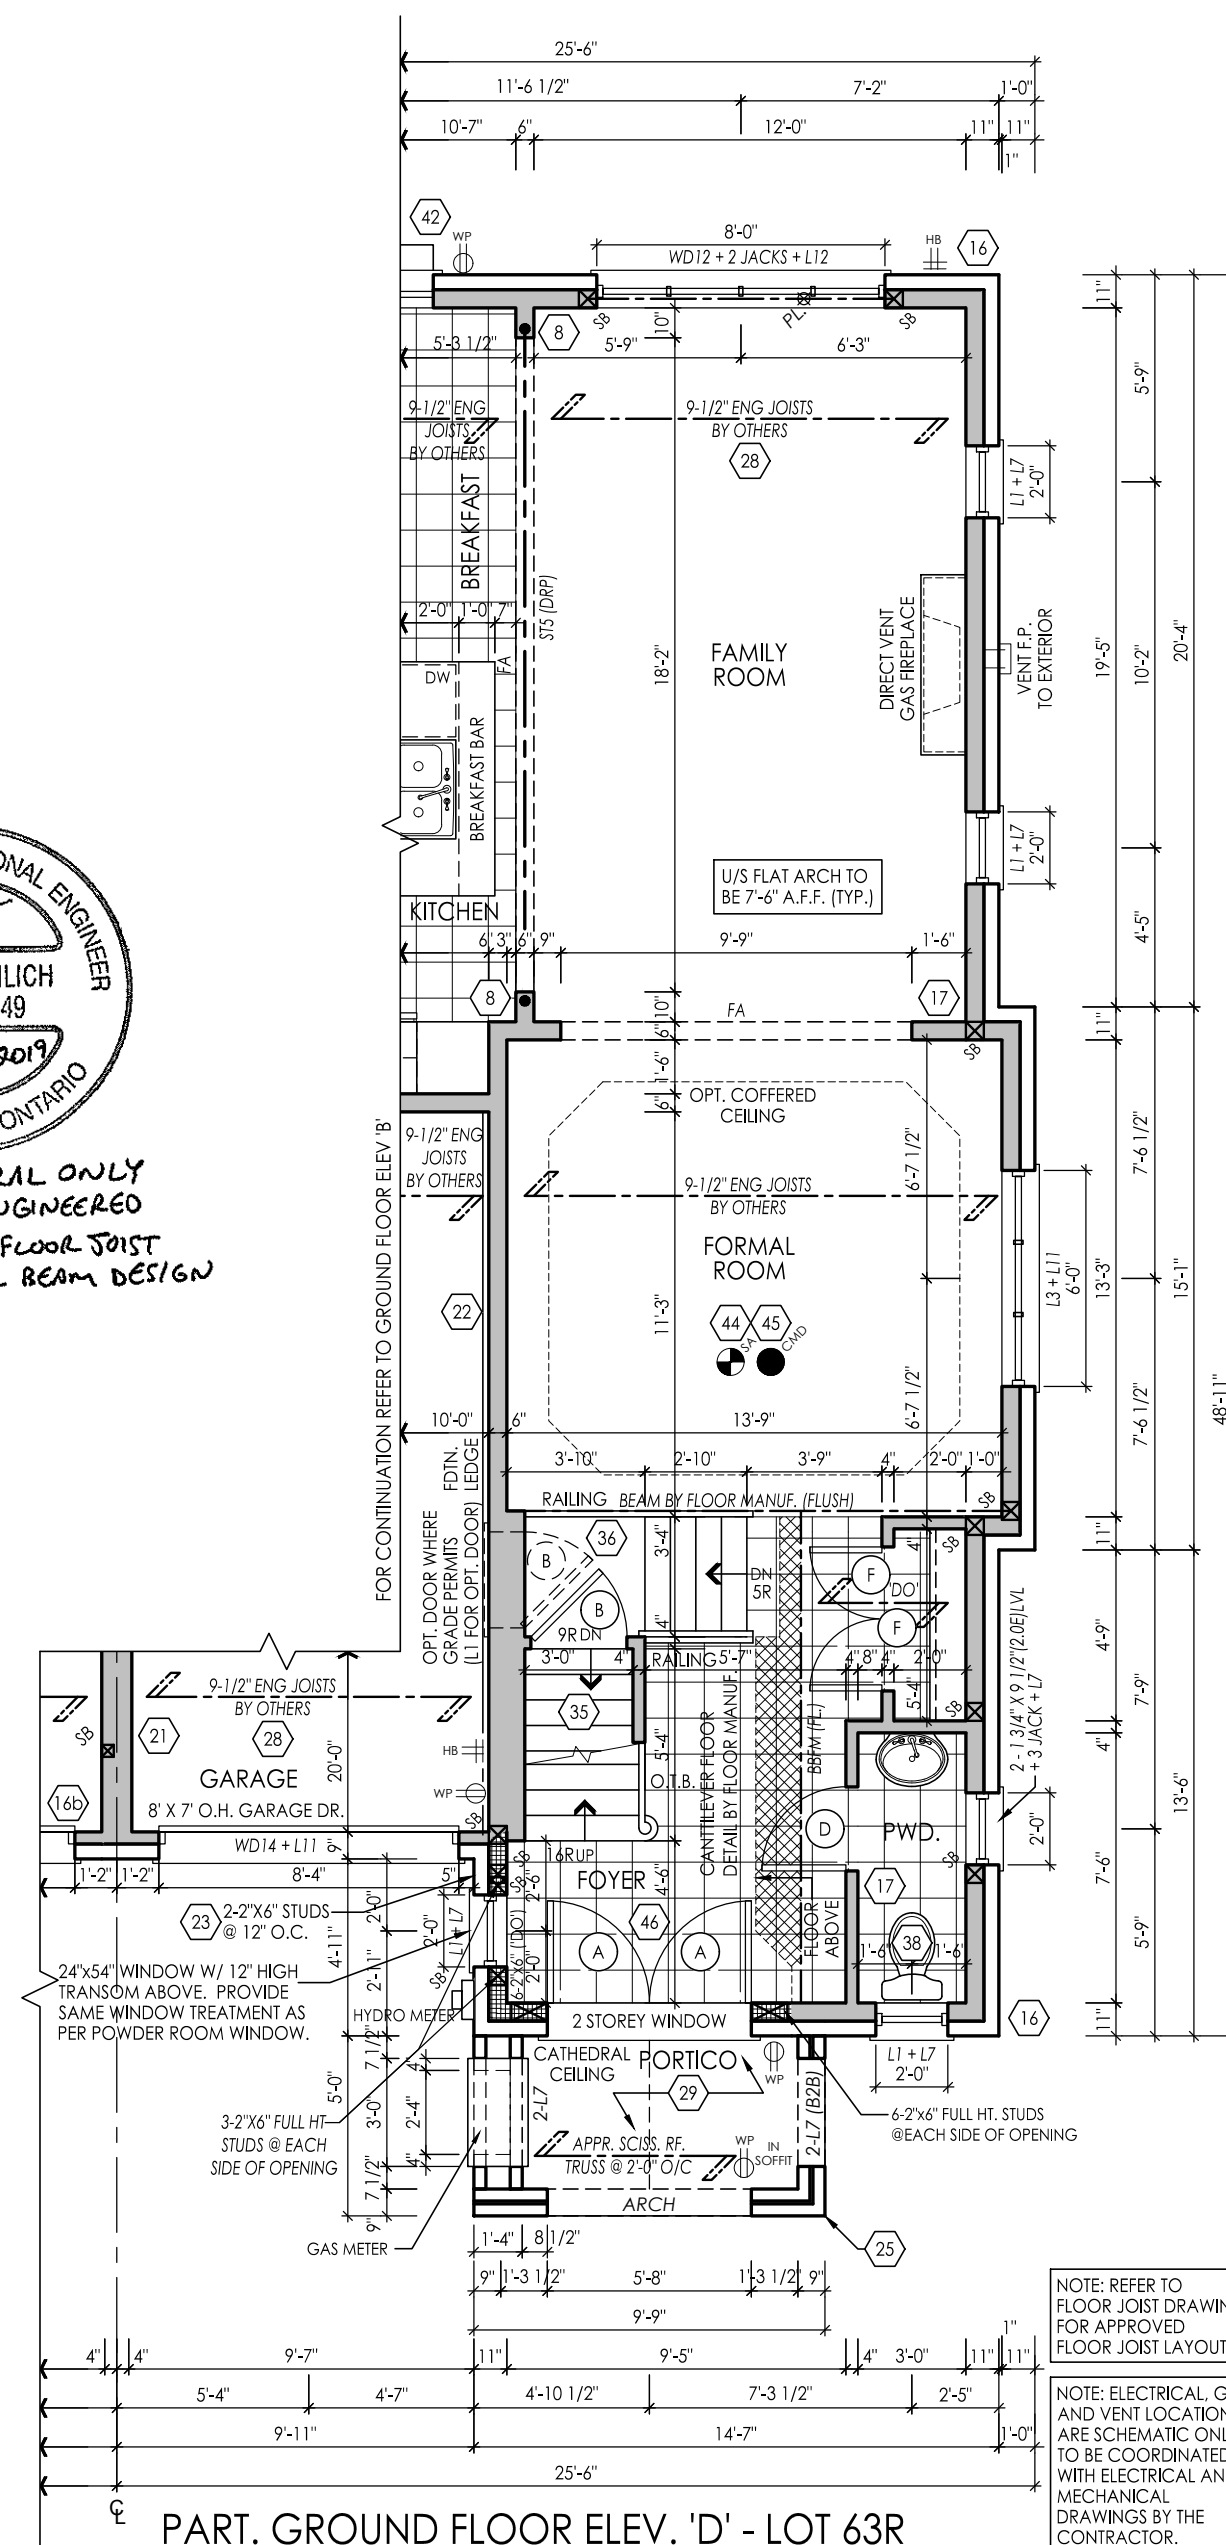 25'-6"
11'-6 1/2" 7'-2" 1'-0"
10'-7" 6" 12'-0" 11" 11"
1"
42
WP
8'-0"
WD12 + 2 JACKS + L12
HB
16
SB
PL.
SB
8
10"
5'-3 1/2" 5'-9" 6'-3"
11"
5'-9"
9-1/2" ENG
JOISTS
BY OTHERS
9-1/2" ENG JOISTS
BY OTHERS
28
L1 + L7
2'-0"
BREAKFAST
2'-0" 1'-0" 7"
ST5 (DRP)
FA
DW
BREAKFAST BAR
18'-2"
FAMILY
ROOM
DIRECT VENT
GAS FIREPLACE
VENT F.P.
TO EXTERIOR
19'-5"
10'-2"
20'-4"
L1 + L7
2'-0"
U/S FLAT ARCH TO
BE 7'-6" A.F.F. (TYP.)
KITCHEN
6" 3" 6" 9" 9'-9" 1'-6"
4'-5"
8
10"
FA
17
6"
SB
11"
1'-6"
6"
OPT. COFFERED
CEILING
9-1/2" ENG
JOISTS
BY OTHERS
9-1/2" ENG JOISTS
BY OTHERS
6'-7 1/2"
7'-6 1/2"
FORMAL
ROOM
L3 + L11
6'-0"
13'-3"
15'-1"
22
11'-3"
44 45
SA
CMD
FOR CONTINUATION REFER TO GROUND FLOOR ELEV 'B'
6'-7 1/2"
7'-6 1/2"
48'-11"
10'-0" 6" 13'-9"
3'-10" 2'-10" 3'-9" 4" 2'-0" 1'-0"
FDTN.
LEDGE
OPT. DOOR WHERE
GRADE PERMITS
(L1 FOR OPT. DOOR)
RAILING BEAM BY FLOOR MANUF. (FLUSH)
SB
SB
11"
4"
36
B
B
3'-4"
DN
5R
F
'DO'
F
9R DN
4"
3'-0" 4"
RAILING 5'-7"
4" 8" 4" 2'-0"
5'-4"
SB
4'-9"
7'-9"
2 - 1 3/4" X 9 1/2"(2.0E)LVL
+ 3 JACK + L7
35
5'-4"
O.T.B.
CANTILEVER FLOOR
DETAIL BY FLOOR MANUF.
BBFM (FL)
4"
13'-6"
9-1/2" ENG JOISTS
BY OTHERS
SB
21
28
20'-0"
HB
WP
16b
GARAGE
8' X 7' O.H. GARAGE DR.
WD14 + L11
9"
SB
D
PWD.
2'-0"
SB
16RUP
FOYER
1'-2" 1'-2" 8'-4" 5"
7'-6"
5'-9"
23
2-2"X6" STUDS
@ 12" O.C.
SB
2'-6"
4'-6"
46
17
38
1'-6" 1'-6"
FLOOR
ABOVE
2'-0"
4'-11"
2'-11"
2'-0"
L1 + L7
SB
6-2"x6" ('DO')
2'-0"
A
A
24"x54" WINDOW W/ 12" HIGH
TRANSOM ABOVE. PROVIDE
SAME WINDOW TREATMENT AS
PER POWDER ROOM WINDOW.
HYDRO METER
2 STOREY WINDOW
11"
16
CATHEDRAL
CEILING
PORTICO
WP
29
L1 + L7
2'-0"
7 1/2"
4"
5'-0"
3'-0"
2'-4"
4"
7 1/2"
9"
2-L7
2-L7 (B2B)
3-2"X6" FULL HT
STUDS @ EACH
SIDE OF OPENING
6-2"x6" FULL HT. STUDS
@EACH SIDE OF OPENING
APPR. SCISS. RF.
TRUSS @ 2'-0" O/C
WP
IN
SOFFIT
ARCH
GAS METER
1'-4" 8 1/2"
25
9" 1'-3 1/2" 5'-8" 1'-3 1/2" 9"
9'-9"
1"
4" 4" 9'-7" 11" 9'-5" 4" 3'-0" 11" 11"
5'-4" 4'-7" 4'-10 1/2" 7'-3 1/2" 2'-5"
9'-11" 14'-7" 1'-0"
25'-6"
PART. GROUND FLOOR ELEV. 'D' - LOT 63R
NOTE: REFER TO
FLOOR JOIST DRAWIN
FOR APPROVED
FLOOR JOIST LAYOUT
NOTE: ELECTRICAL, G
AND VENT LOCATION
ARE SCHEMATIC ONL
TO BE COORDINATED
WITH ELECTRICAL AN
MECHANICAL
DRAWINGS BY THE
CONTRACTOR.
ONAL ENGINEER
LICH
49
2019
ONTARIO
RAL ONLY
NGINEERED
FLOOR JOIST
L BEAM DESIGN